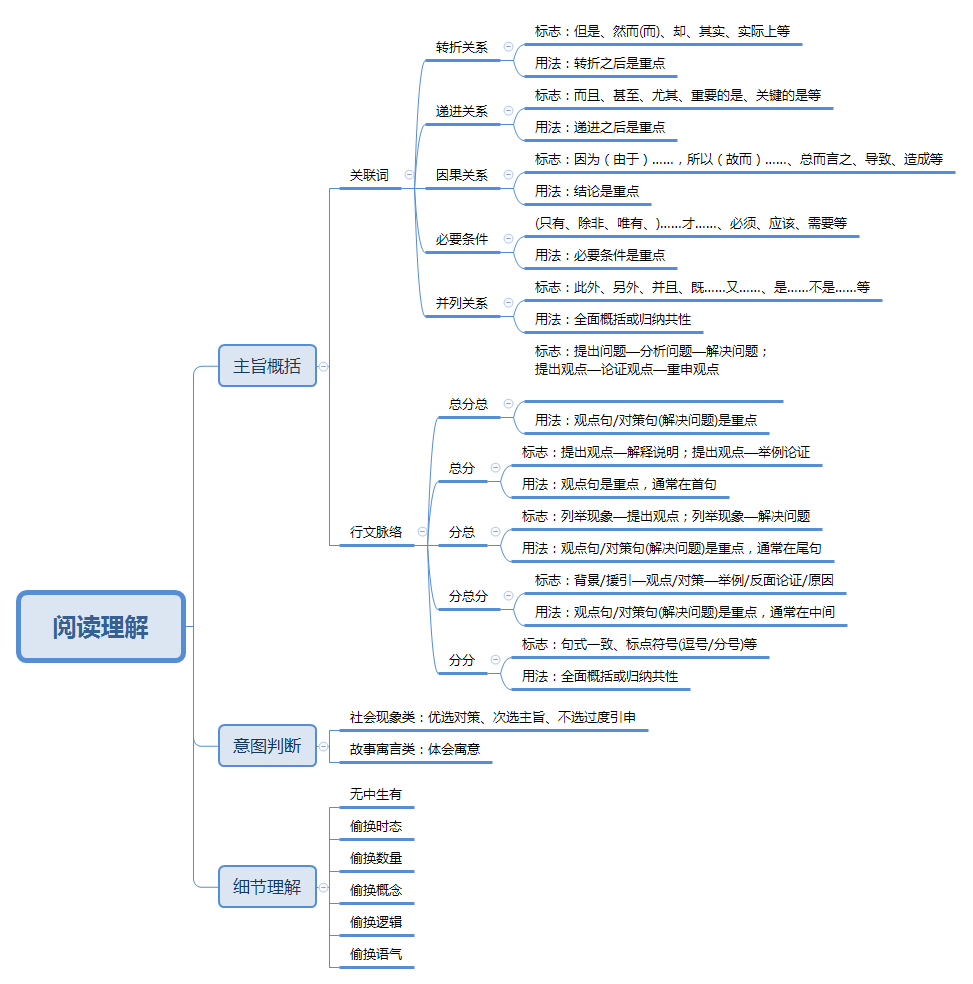 阅读理解
主旨概括
关联词
转折关系
标志：但是、然而(而)、却、其实、实际上等
用法：转折之后是重点
递进关系
标志：而且、甚至、尤其、重要的是、关键的是等
用法：递进之后是重点
因果关系
标志：因为（由于）……，所以（故而）……、总而言之、导致、造成等
用法：结论是重点
必要条件
(只有、除非、唯有、)……才……、必须、应该、需要等
用法：必要条件是重点
并列关系
标志：此外、另外、并且、既……又……、是……不是……等
用法：全面概括或归纳共性
行文脉络
总分总
标志：提出问题—分析问题—解决问题；
提出观点—论证观点—重申观点
用法：观点句/对策句(解决问题)是重点
总分
标志：提出观点—解释说明；提出观点—举例论证
用法：观点句是重点，通常在首句
分总
标志：列举现象—提出观点；列举现象—解决问题
用法：观点句/对策句(解决问题)是重点，通常在尾句
分总分
标志：背景/援引—观点/对策—举例/反面论证/原因
用法：观点句/对策句(解决问题)是重点，通常在中间
分分
标志：句式一致、标点符号(逗号/分号)等
用法：全面概括或归纳共性
意图判断
社会现象类：优选对策、次选主旨、不选过度引申
故事寓言类：体会寓意
细节理解
无中生有
偷换时态
偷换数量
偷换概念
偷换逻辑
偷换语气